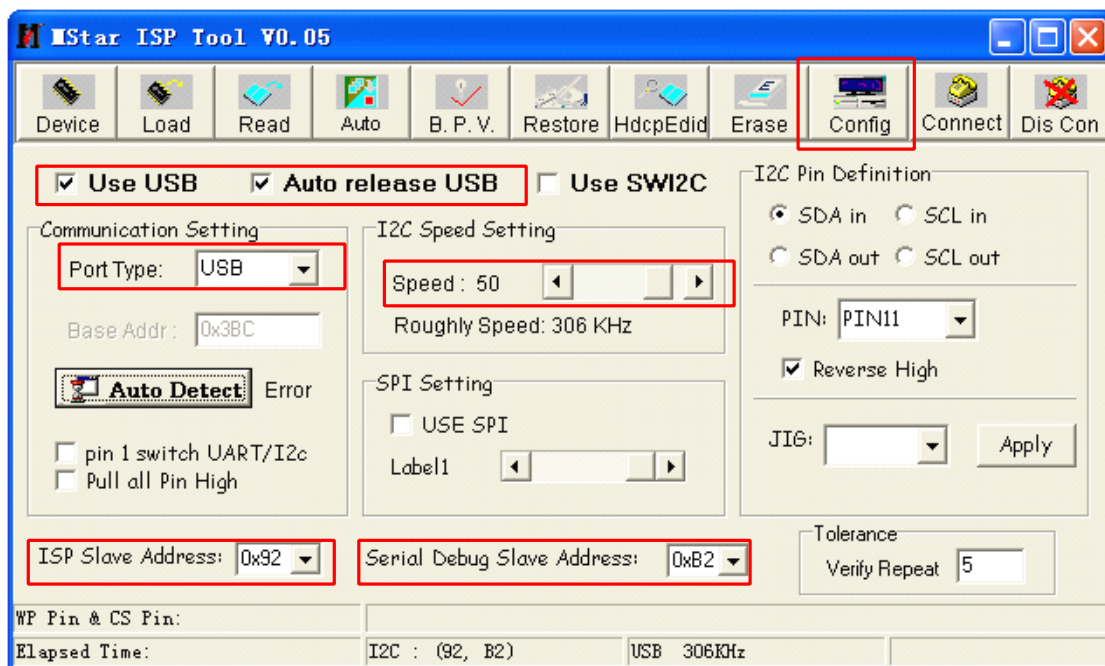 MStar ISP Tool V0.05
Device Load Read Auto B. P. V. Restore HdcpEdid Erase Config Connect Dis Con
Use USB Auto release USB Use SWI2C
Communication Setting
Port Type: USB
Base Addr : 0x3BC
Auto Detect Error
pin 1 switch UART/I2c
Pull all Pin High
I2C Speed Setting
Speed : 50
Roughly Speed: 306 KHz
SPI Setting
USE SPI
Label1
I2C Pin Definition
SDA in SCL in
SDA out SCL out
PIN: PIN11
Reverse High
JIG: Apply
ISP Slave Address: 0x92
Serial Debug Slave Address: 0xB2
Tolerance
Verify Repeat 5
WP Pin & CS Pin:
Elapsed Time: I2C : (92, B2) USB 306KHz